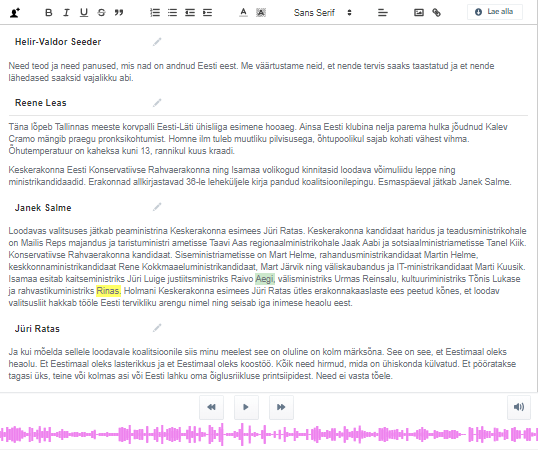 B I U S Sans Serif Lae alla
Helir-Valdor Seeder
Need teod ja need panused, mis nad on andnud Eesti eest. Me väärtustame neid, et nende tervis saaks taastatud ja et nende
lähedased saaksid vajalikku abi.
Reene Leas
Täna lõpeb Tallinnas meeste korvpalli Eesti-Läti ühisliiga esimene hooaeg. Ainsa Eesti klubina nelja parema hulka jõudnud Kalev
Cramo mängib praegu pronksikohtumist. Homne ilm tuleb muutliku pilvisusega, õhtupoolikul sajab kohati vähest vihma.
Õhutemperatuur on kaheksa kuni 13, rannikul kuus kraadi.
Keskerakonna Eesti Konservatiivse Rahvaerakonna ning Isamaa volikogud kinnitasid loodava võimuliidu leppe ning
ministrikandidaadid. Erakonnad allkirjastavad 36-le leheküljele kirja pandud koalitsioonilepingu. Esmaspäeval jätkab Janek Salme.
Janek Salme
Loodavas valitsuses jätkab peaministrina Keskerakonna esimees Jüri Ratas. Keskerakonna kandidaat haridus ja teadusministrikohale
on Mailis Reps majandus ja taristuministri ametisse Taavi Aas regionaalministrikohale Jaak Aabi ja sotsiaalministriametisse Tanel Kiik.
Konservatiivse Rahvaerakonna kandidaat. Siseministriametisse on Mart Helme, rahandusministrikandidaat Martin Helme,
keskkonnaministrikandidaat Rene Kokkmaaeluministrikandidaat, Mart Järvik ning väliskaubandus ja IT-ministrikandidaat Marti Kuusik.
Isamaa esitab kaitseministriks Jüri Luige justiitsministriks Raivo Aegi, välisministriks Urmas Reinsalu, kultuuriministriks Tõnis Lukase
ja rahvastikuministriks Riinas. Holmani Keskerakonna esimees Jüri Ratas ütles erakonnakaaslaste ees peetud kõnes, et loodav
valitsusliit hakkab tööle Eesti tervikliku arengu nimel ning seisab iga inimese heaolu eest.
Jüri Ratas
Ja kui mõelda sellele loodavale koalitsioonile siis minu meelest see on oluline on kolm märksõna. See on see, et Eestimaal oleks
heaolu. Et Eestimaal oleks lasterikkus ja et Eestimaal oleks koostöö. Kõik need hirmud, mida on ühiskonda külvatud. Et pööratakse
tagasi üks, teine või kolmas asi või Eesti lahku oma õiglusriikluse printsiipidest. Need ei vasta tõele.